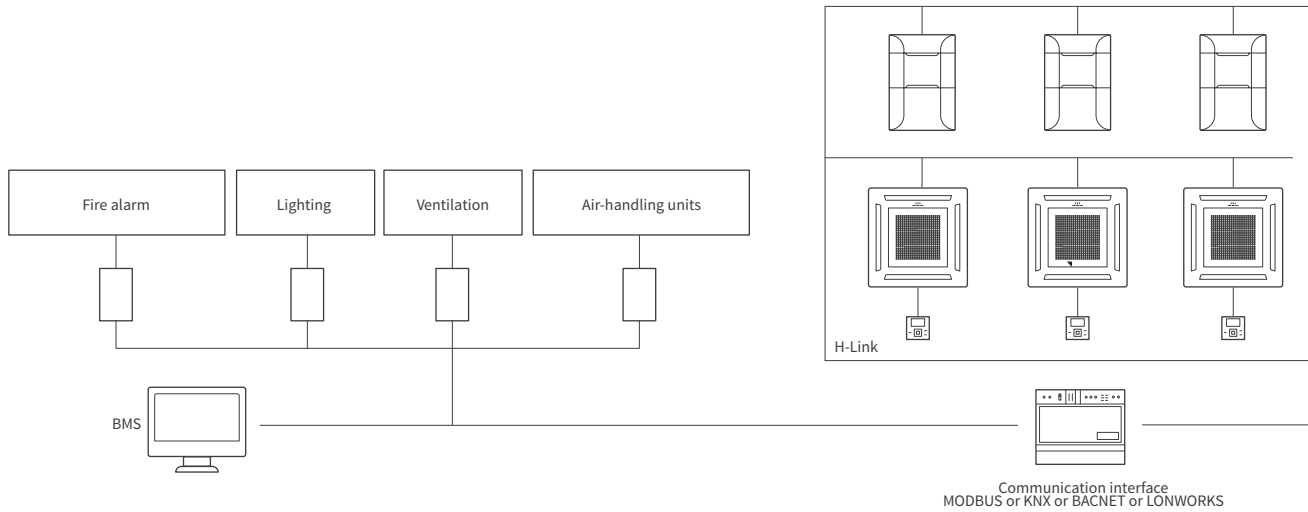 Fire alarm
Lighting
Ventilation
Air-handling units
H-Link
BMS
Communication interface
MODBUS or KNX or BACNET or LONWORKS